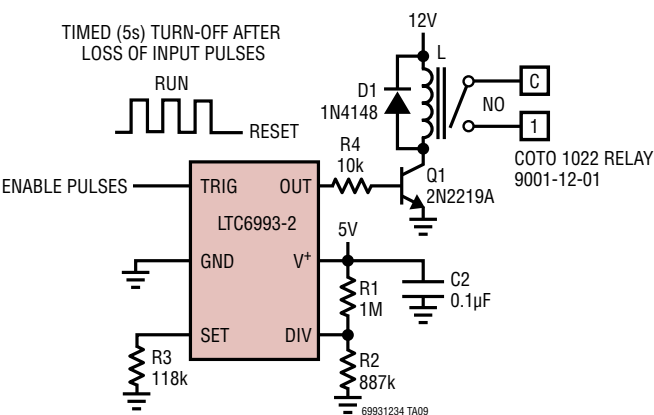 TIMED (5s) TURN-OFF AFTER
LOSS OF INPUT PULSES
RUN
RESET
12V
L
D1
1N4148
NO
C
1
COTO 1022 RELAY
9001-12-01
R4
10k
Q1
2N2219A
ENABLE PULSES
TRIG
OUT
LTC6993-2
GND
V+
5V
R1
1M
C2
0.1µF
SET
DIV
R3
118k
R2
887k
69931234 TA09